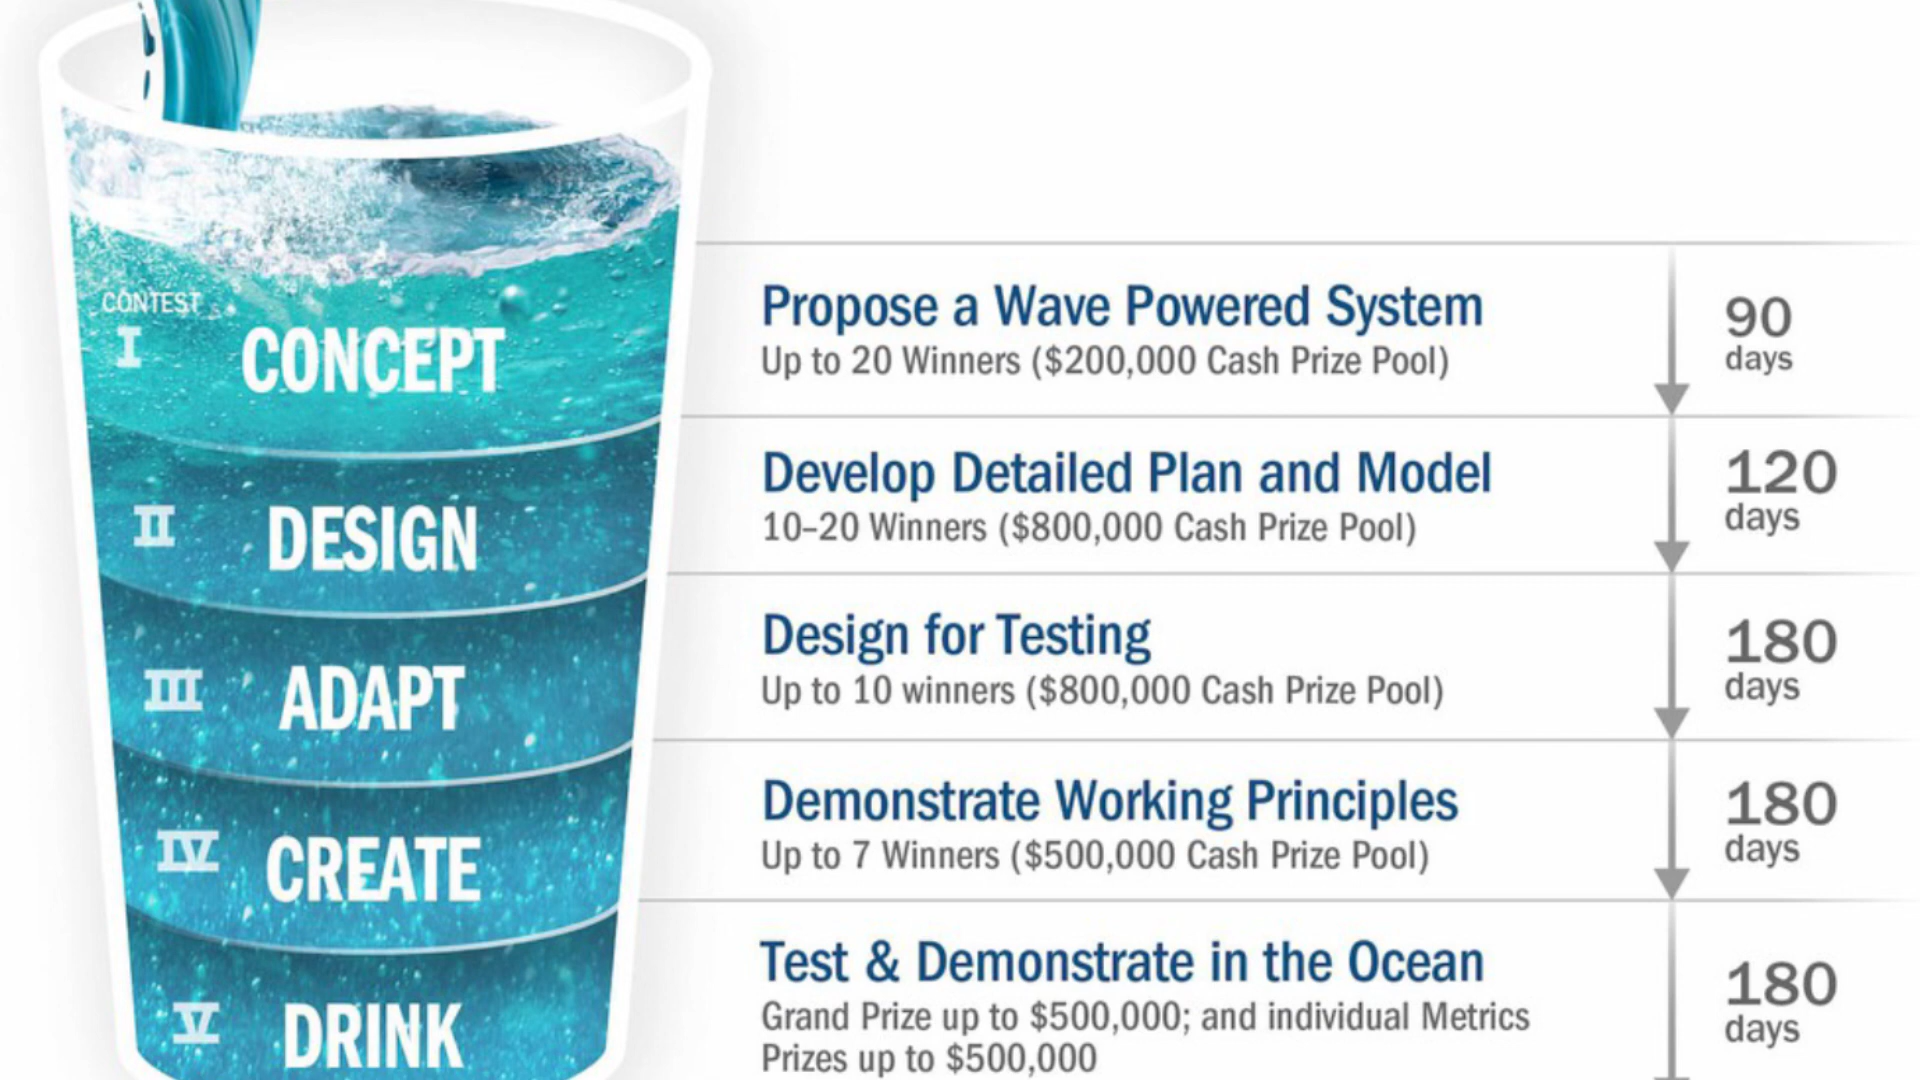 CONTEST
I
CONCEPT
Propose a Wave Powered System
Up to 20 Winners ($200,000 Cash Prize Pool)
90
days
II
DESIGN
Develop Detailed Plan and Model
10–20 Winners ($800,000 Cash Prize Pool)
120
days
III
ADAPT
Design for Testing
Up to 10 winners ($800,000 Cash Prize Pool)
180
days
IV
CREATE
Demonstrate Working Principles
Up to 7 Winners ($500,000 Cash Prize Pool)
180
days
V
DRINK
Test & Demonstrate in the Ocean
Grand Prize up to $500,000; and individual Metrics
Prizes up to $500,000
180
days